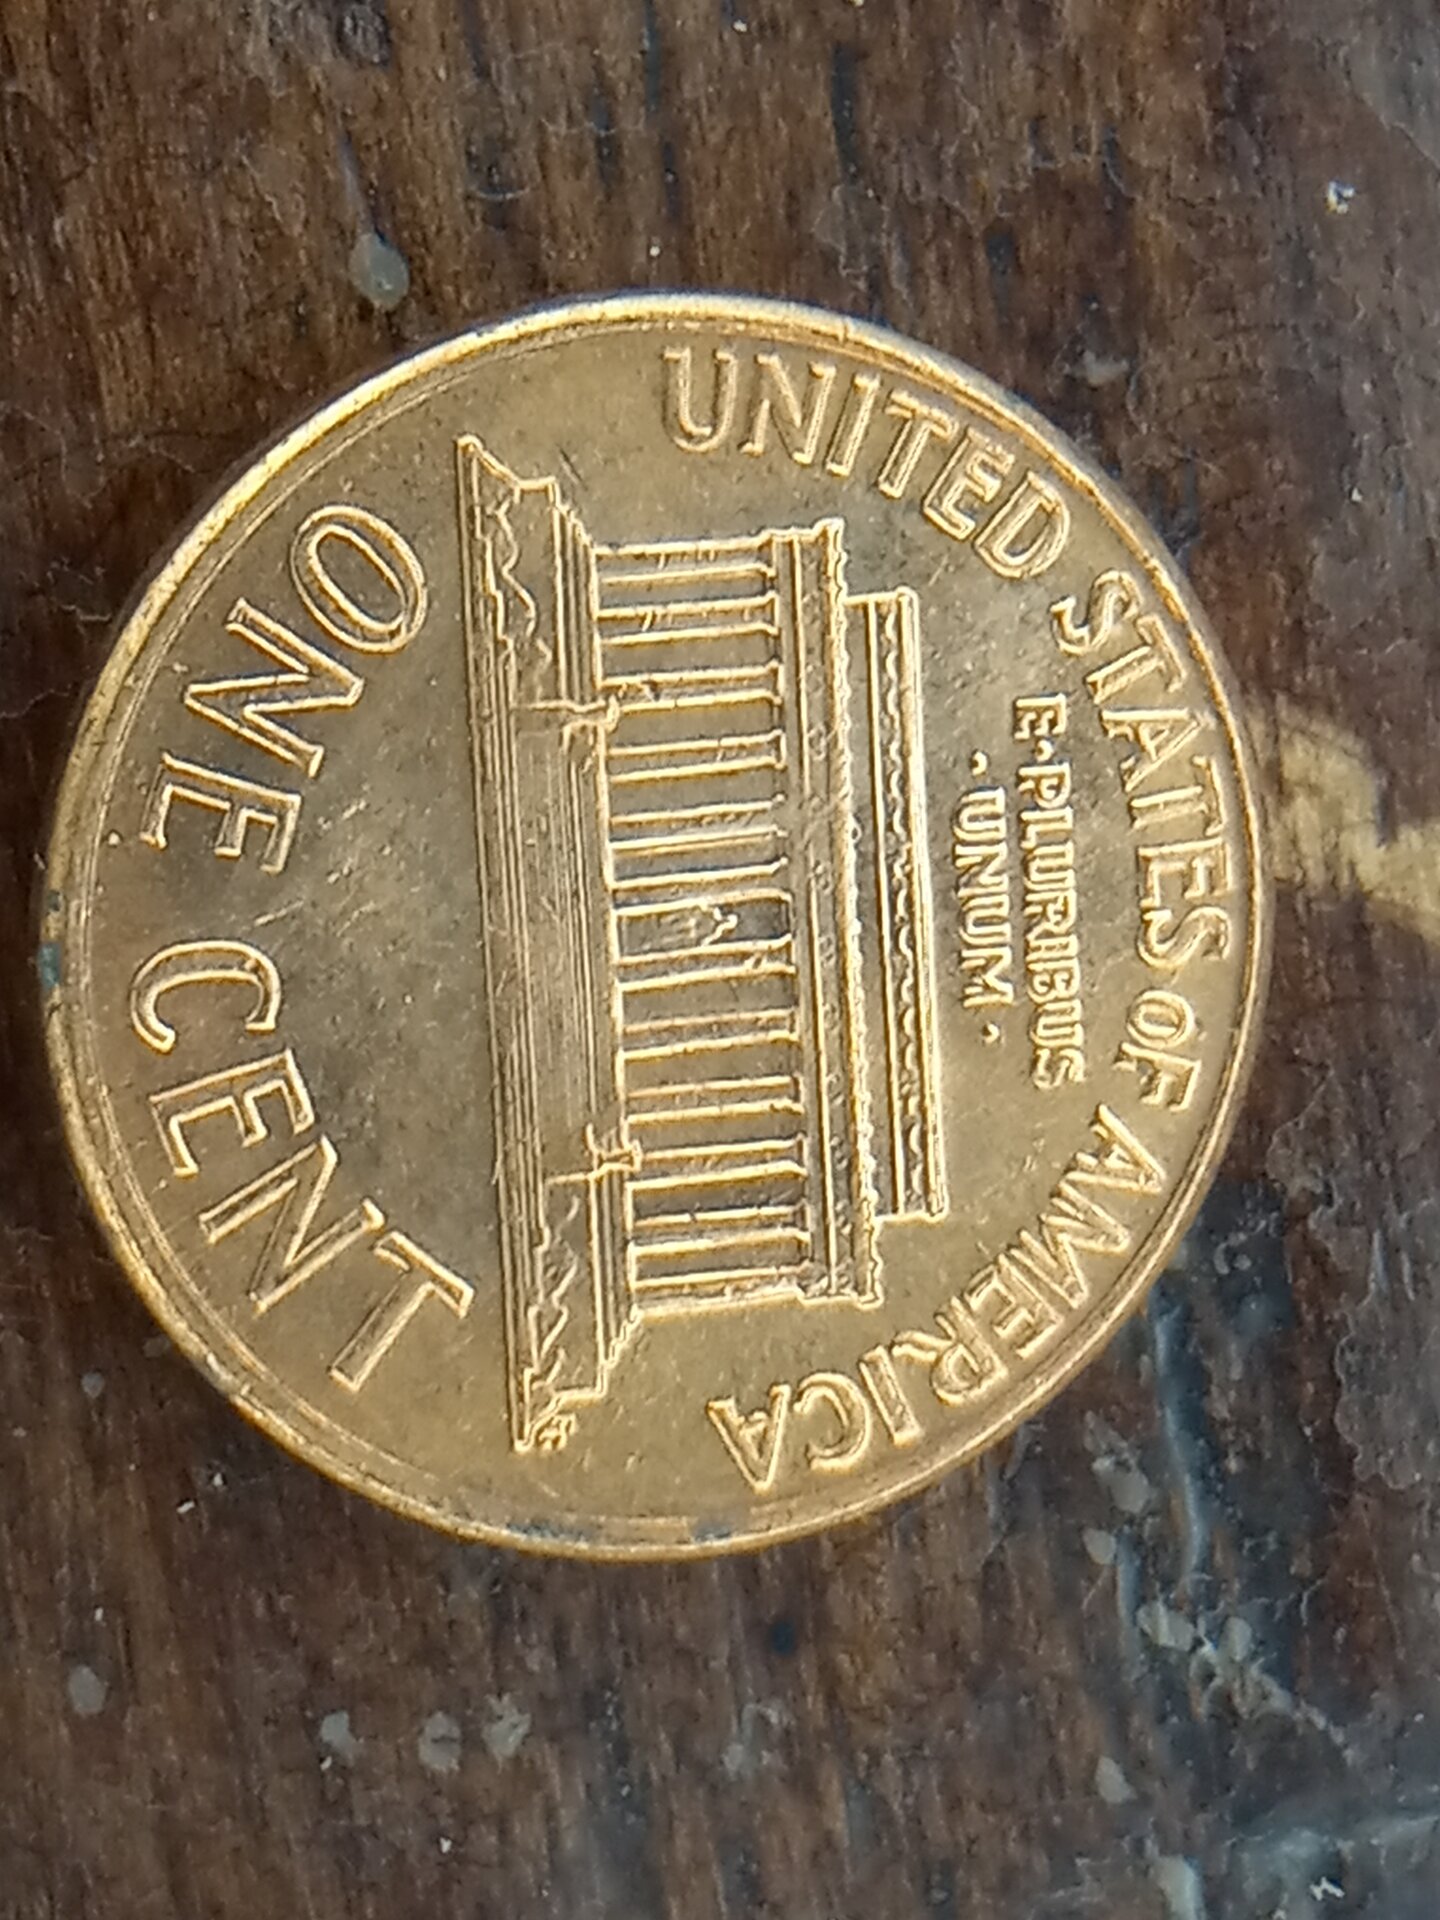 UNITED STATES OF AMERICA
E·PLURIBUS
·UNUM·
ONE CENT